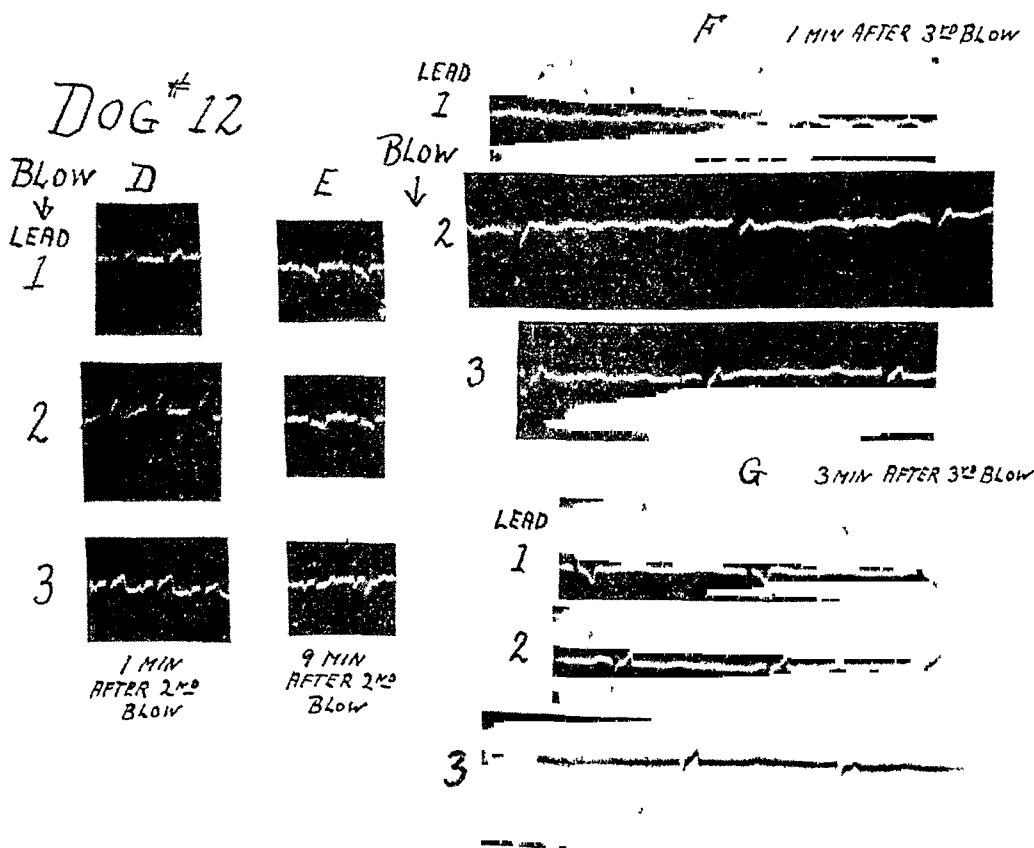 DOG #12
BLOW D
LEAD
1
2
3
1 MIN
AFTER 2ND
BLOW
E
9 MIN
AFTER 2ND
BLOW
F 1 MIN AFTER 3RD BLOW
LEAD
1
BLOW
2
3
G 3 MIN AFTER 3RD BLOW
LEAD
1
2
3